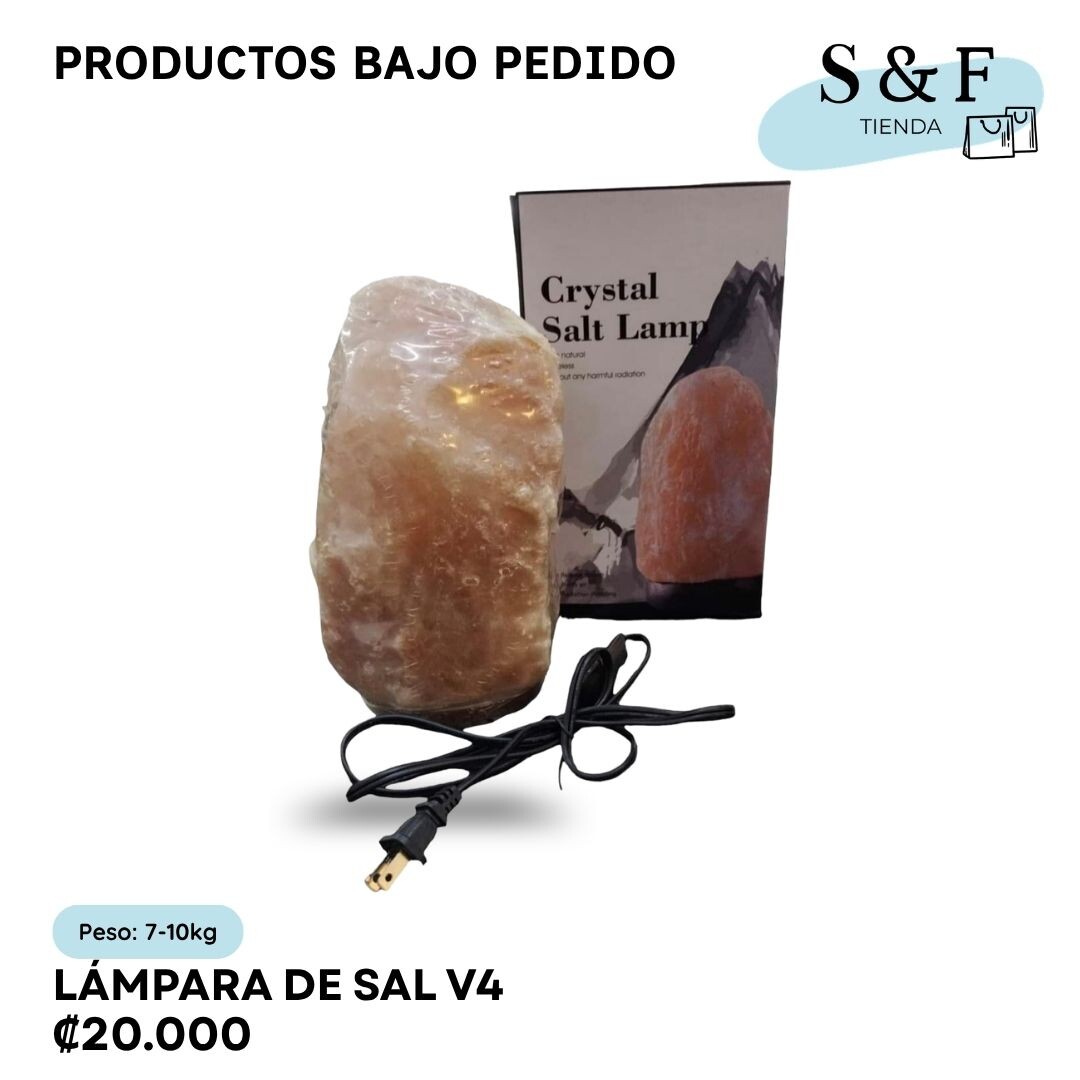 PRODUCTOS BAJO PEDIDO
S & F
TIENDA
Crystal
Salt Lamp
natural
out any harmful radiation
Peso: 7-10kg
LÁMPARA DE SAL V4
₡20.000